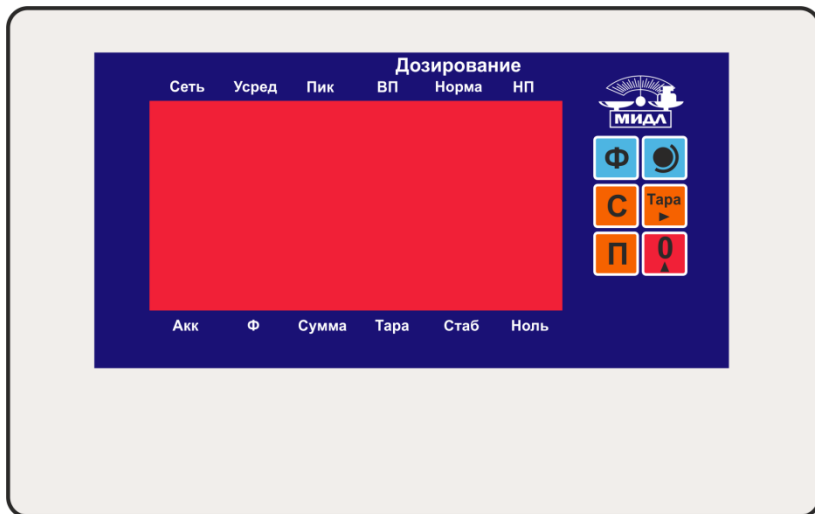 Дозирование
Сеть Усред Пик ВП Норма НП
МИДЛ
Ф
С Тара
П 0
Акк Ф Сумма Тара Стаб Ноль